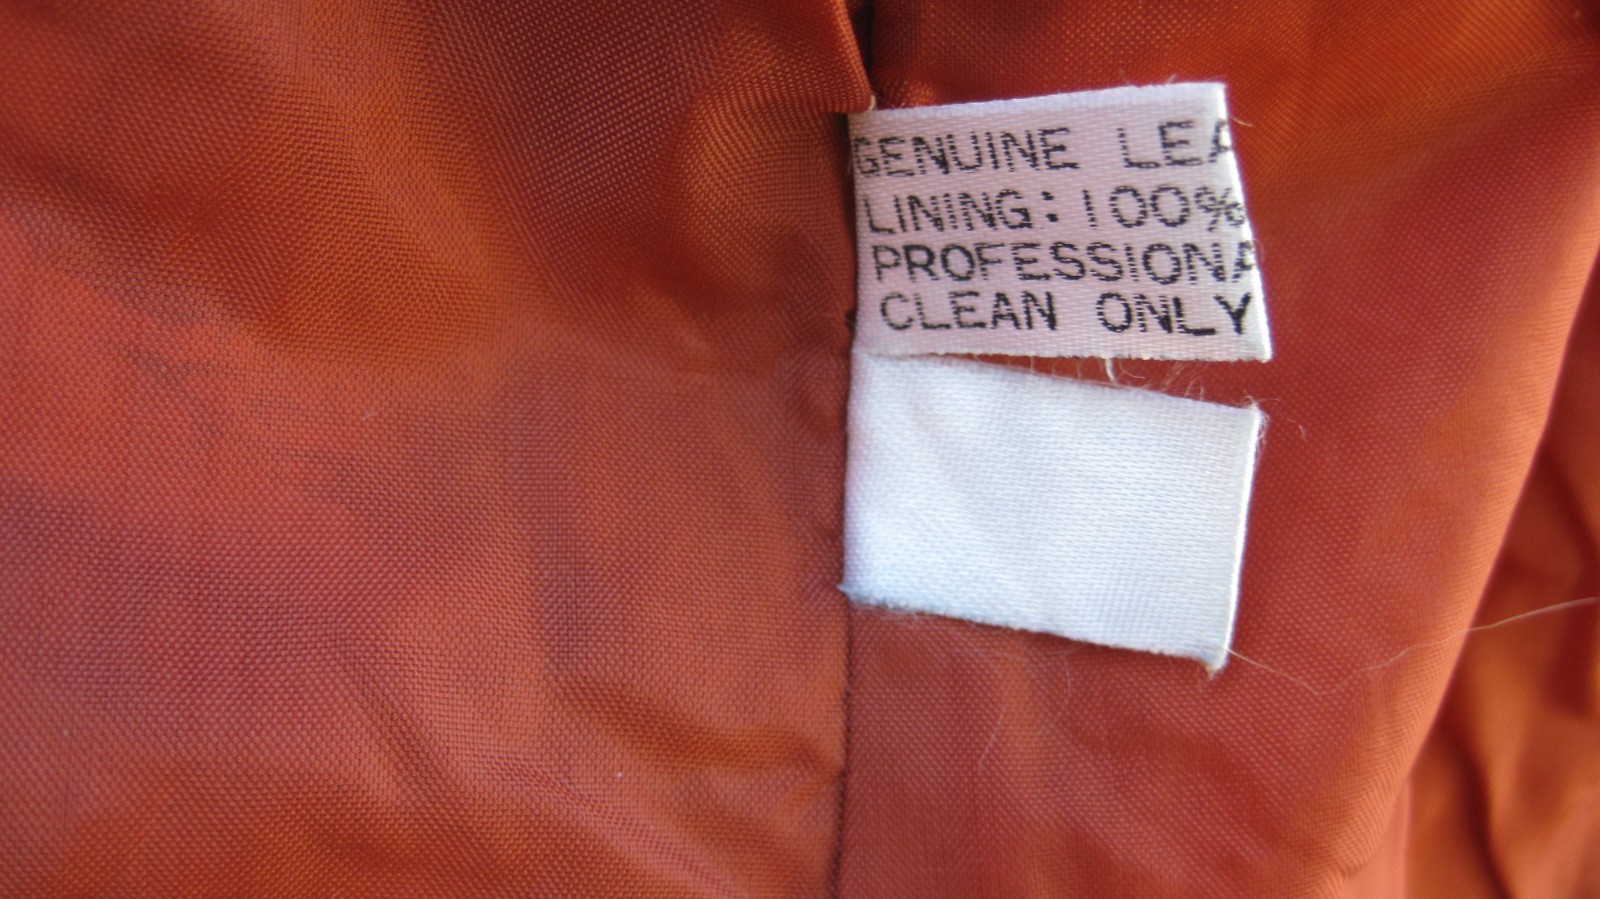 GENUINE LEA
LINING: 100%
PROFESSIONA
CLEAN ONLY